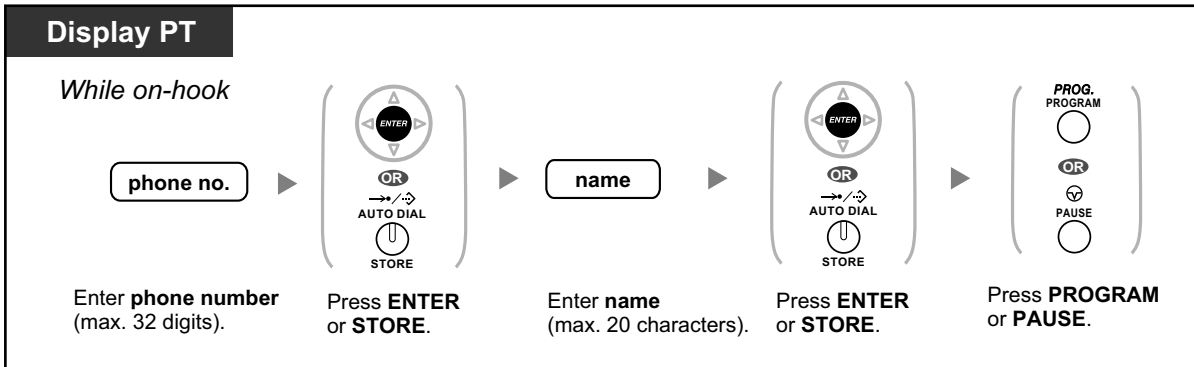 Display PT
While on-hook
phone no.
ENTER
OR
AUTO DIAL
STORE
name
ENTER
OR
AUTO DIAL
STORE
PROG.
PROGRAM
OR
PAUSE
Enter phone number
(max. 32 digits).
Press ENTER
or STORE.
Enter name
(max. 20 characters).
Press ENTER
or STORE.
Press PROGRAM
or PAUSE.